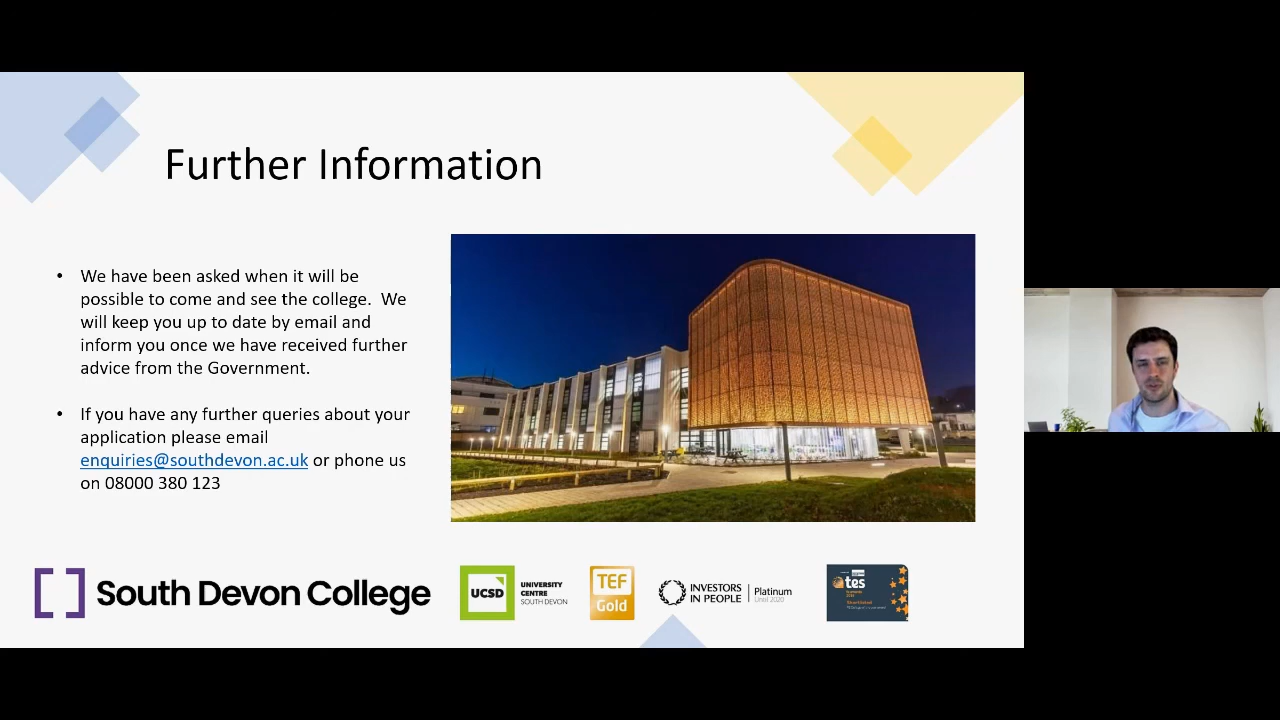 Further Information
• We have been asked when it will be
possible to come and see the college. We
will keep you up to date by email and
inform you once we have received further
advice from the Government.
• If you have any further queries about your
application please email
enquiries@southdevon.ac.uk or phone us
on 08000 380 123
South Devon College
UCSD
UNIVERSITY
CENTRE
SOUTH DEVON
TEF
Gold
INVESTORS
IN PEOPLE
Platinum
Until 2020
tes